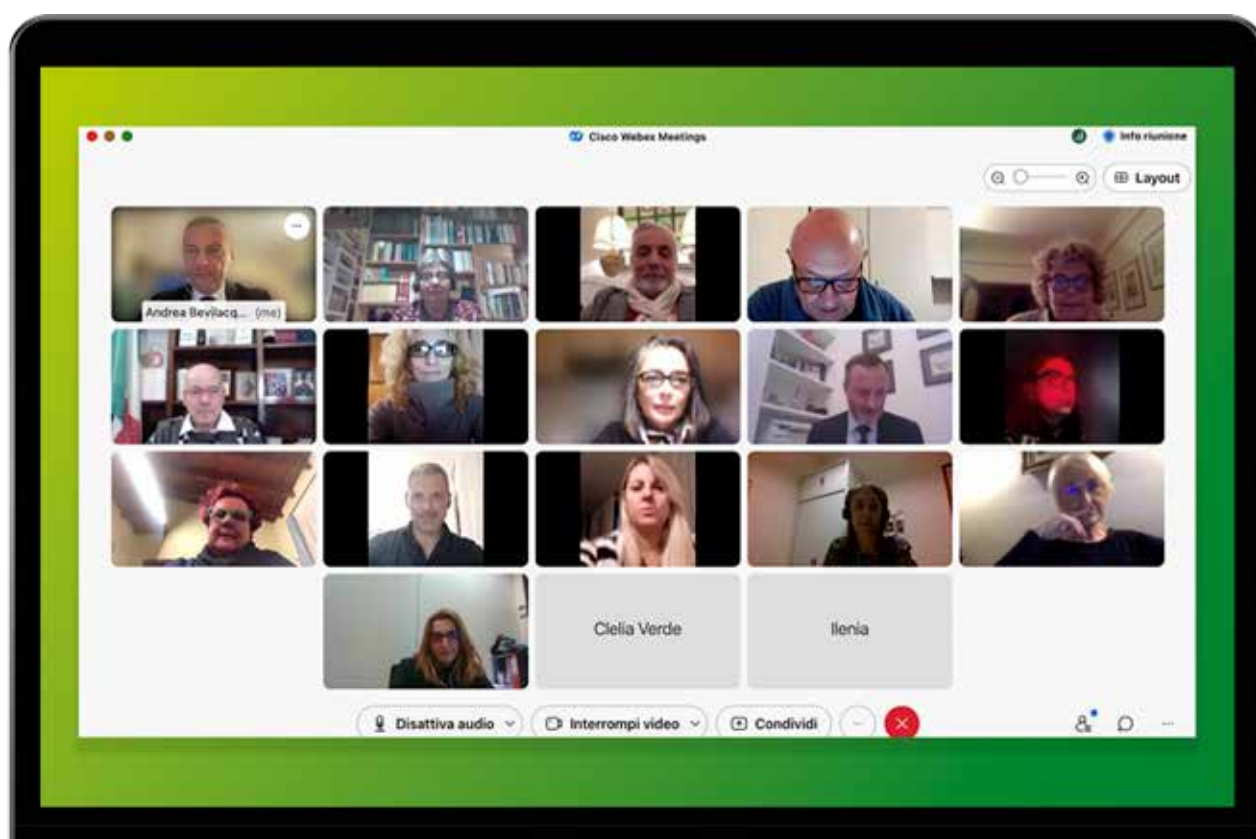 Cisco Webex Meetings
Info riunione
Layout
Andrea Bevilacq... (me)
Clelia Verde
Ilenia
Disattiva audio
Interrompi video
Condividi